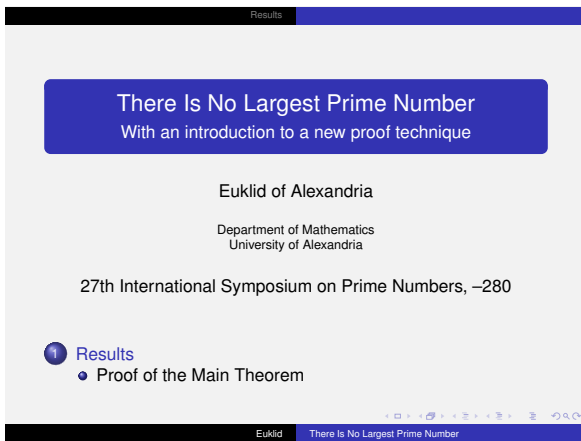 Results
There Is No Largest Prime Number
With an introduction to a new proof technique
Euklid of Alexandria
Department of Mathematics
University of Alexandria
27th International Symposium on Prime Numbers, –280
1 Results
Proof of the Main Theorem
Euklid There Is No Largest Prime Number